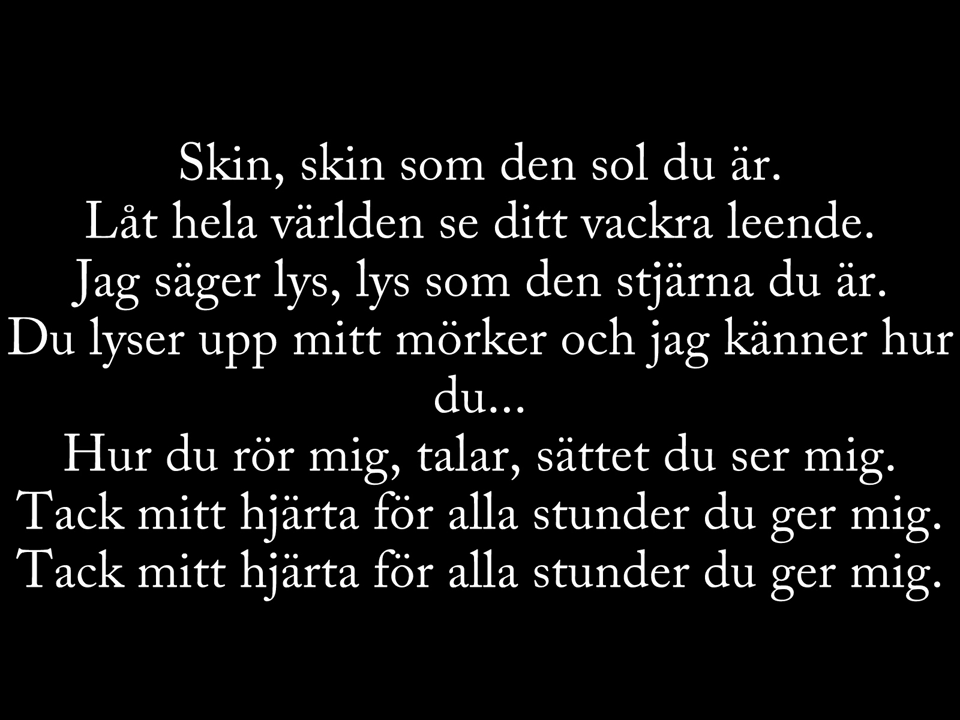 Skin, skin som den sol du är.
Låt hela världen se ditt vackra leende.
Jag säger lys, lys som den stjärna du är.
Du lyser upp mitt mörker och jag känner hur
du...
Hur du rör mig, talar, sättet du ser mig.
Tack mitt hjärta för alla stunder du ger mig.
Tack mitt hjärta för alla stunder du ger mig.